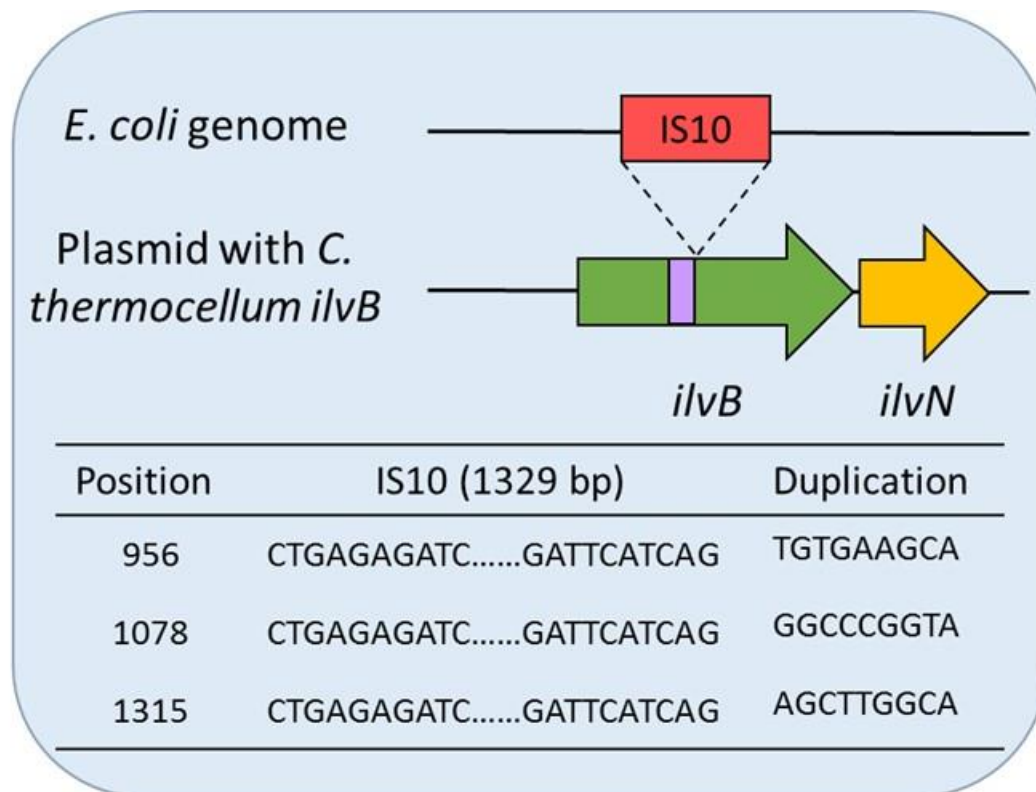 E. coli genome
IS10
Plasmid with C.
thermocellum ilvB
ilvB ilvN
Position IS10 (1329 bp) Duplication
956 CTGAGAGATC......GATTCATCAG TGTGAAGCA
1078 CTGAGAGATC......GATTCATCAG GGCCCGGTA
1315 CTGAGAGATC......GATTCATCAG AGCTTGGCA